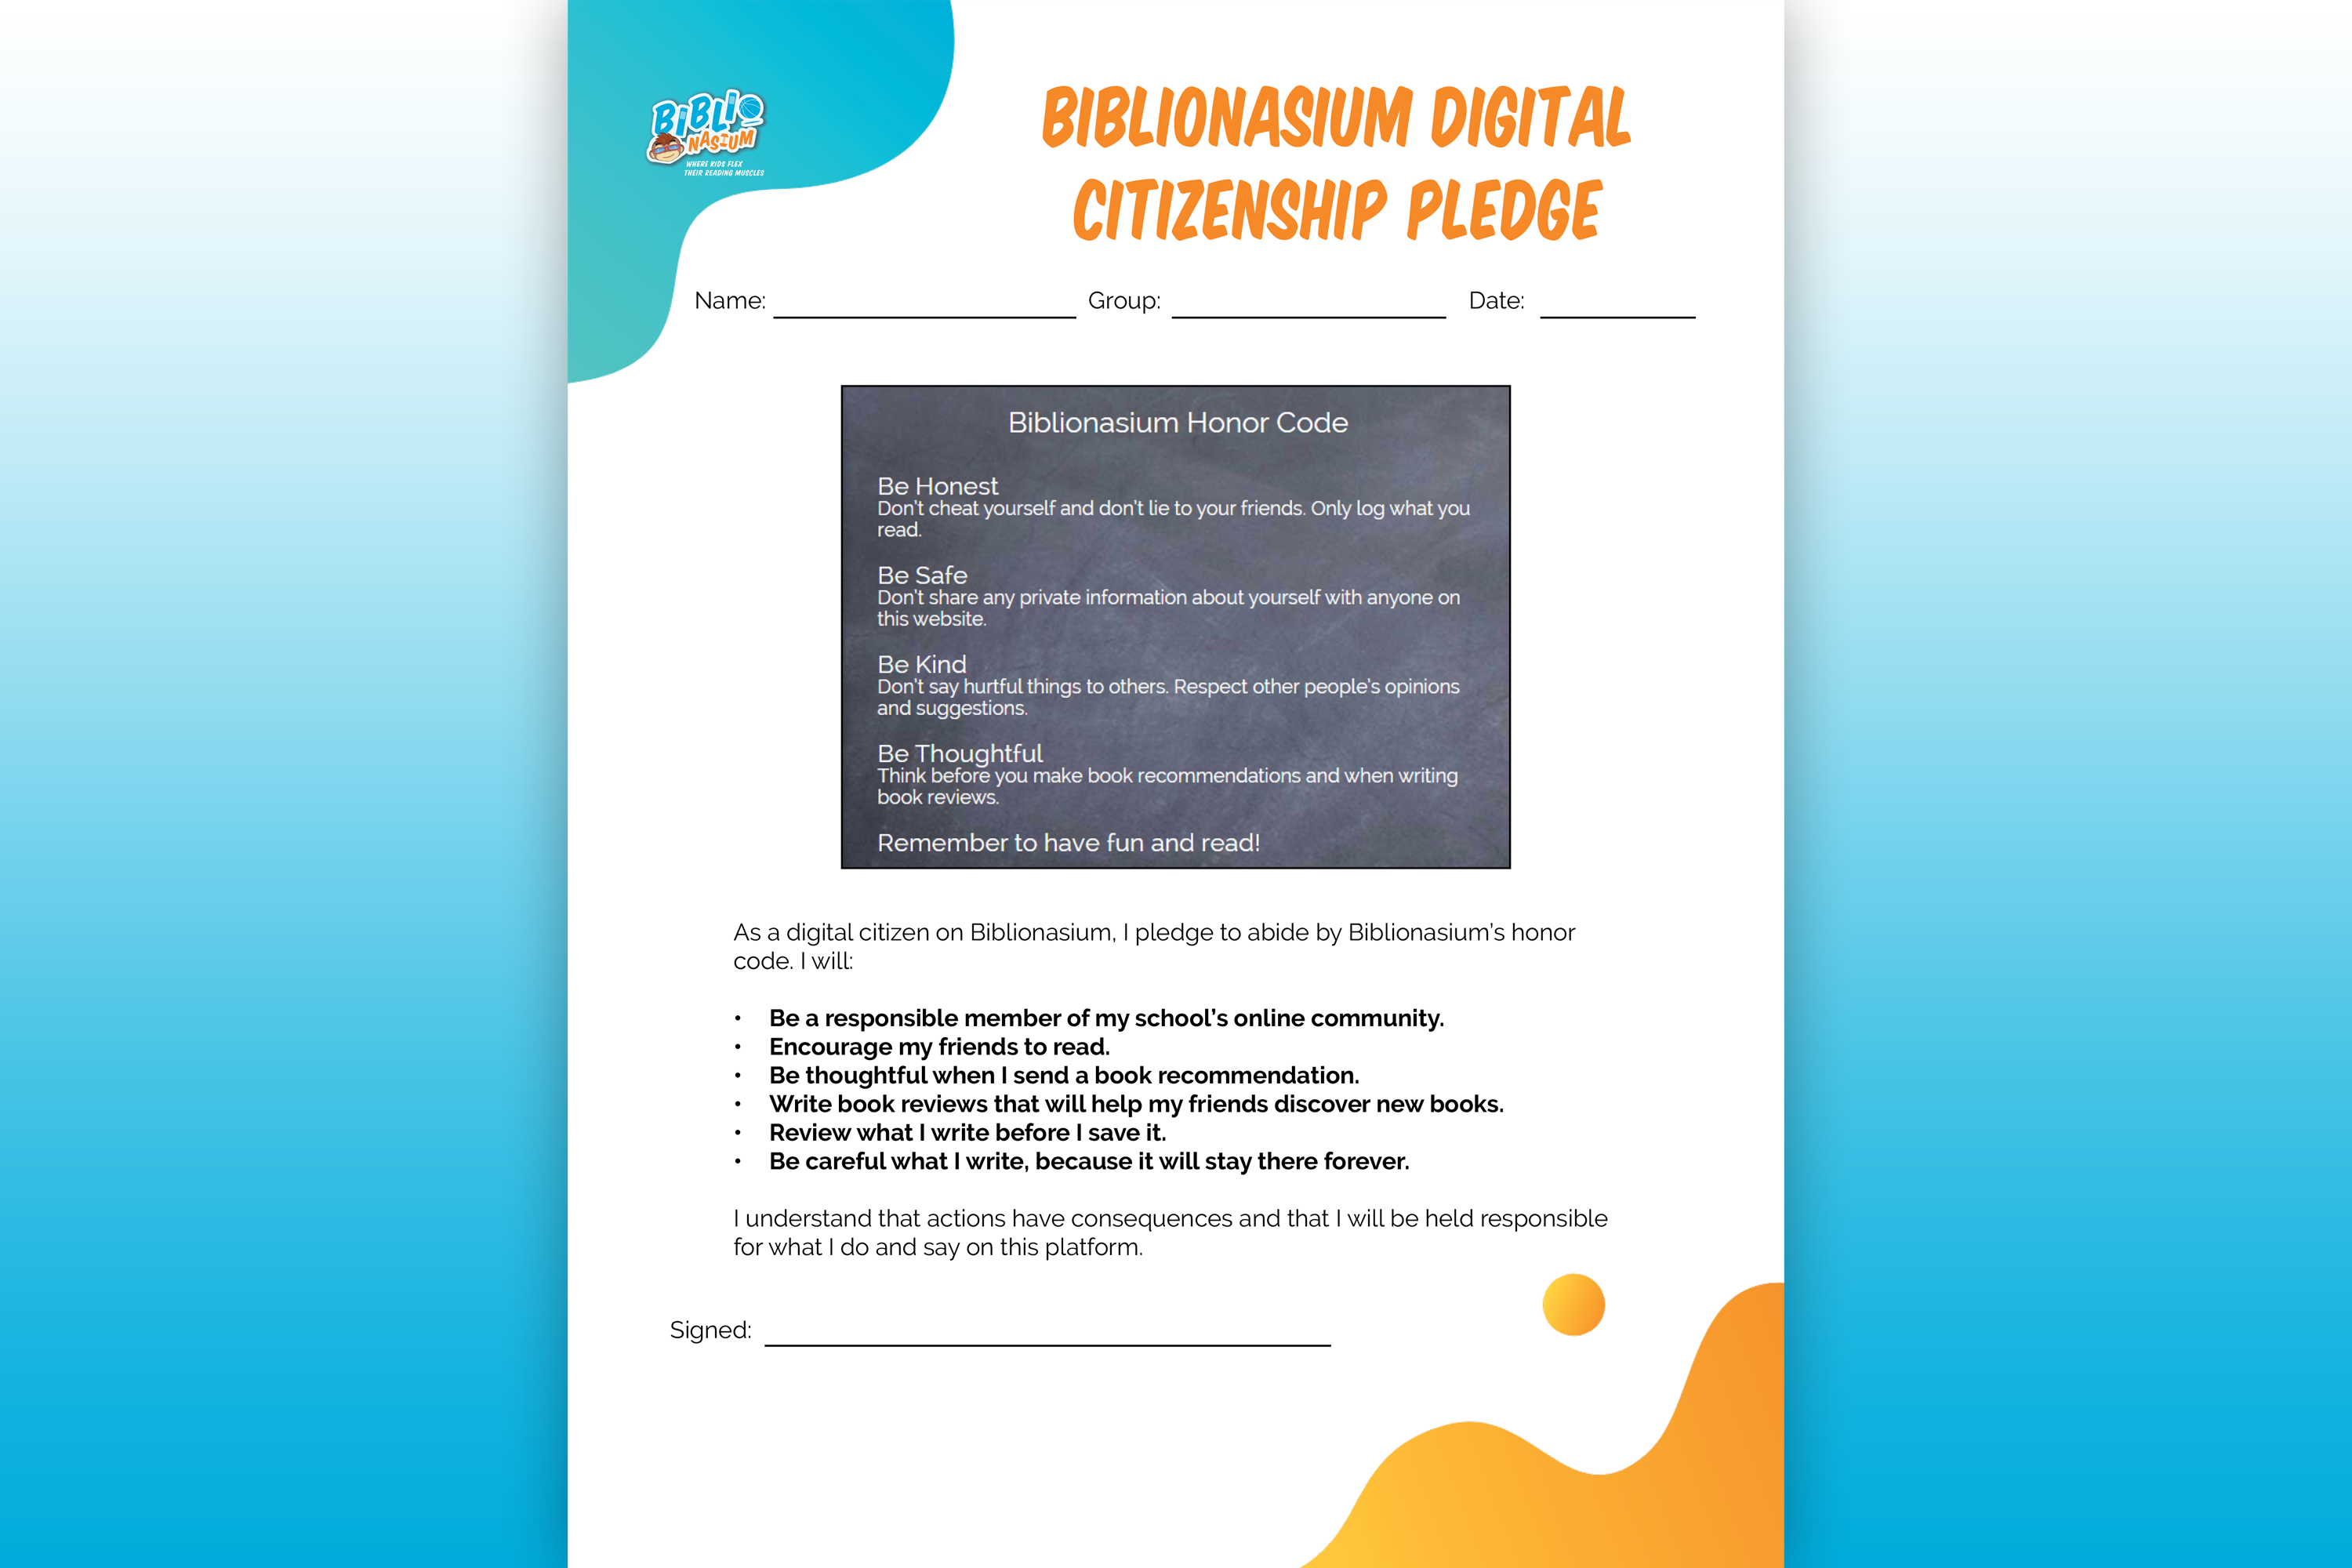 BIBLIO
NASIUM
WHERE KIDS FLEX
THEIR READING MUSCLES
BIBLIONASIUM DIGITAL
CITIZENSHIP PLEDGE
Name: Group: Date:
Biblionasium Honor Code
Be Honest
Don't cheat yourself and don't lie to your friends. Only log what you
read.
Be Safe
Don't share any private information about yourself with anyone on
this website.
Be Kind
Don't say hurtful things to others. Respect other people's opinions
and suggestions.
Be Thoughtful
Think before you make book recommendations and when writing
book reviews.
Remember to have fun and read!
As a digital citizen on Biblionasium, I pledge to abide by Biblionasium's honor
code. I will:
• Be a responsible member of my school's online community.
• Encourage my friends to read.
• Be thoughtful when I send a book recommendation.
• Write book reviews that will help my friends discover new books.
• Review what I write before I save it.
• Be careful what I write, because it will stay there forever.
I understand that actions have consequences and that I will be held responsible
for what I do and say on this platform.
Signed: